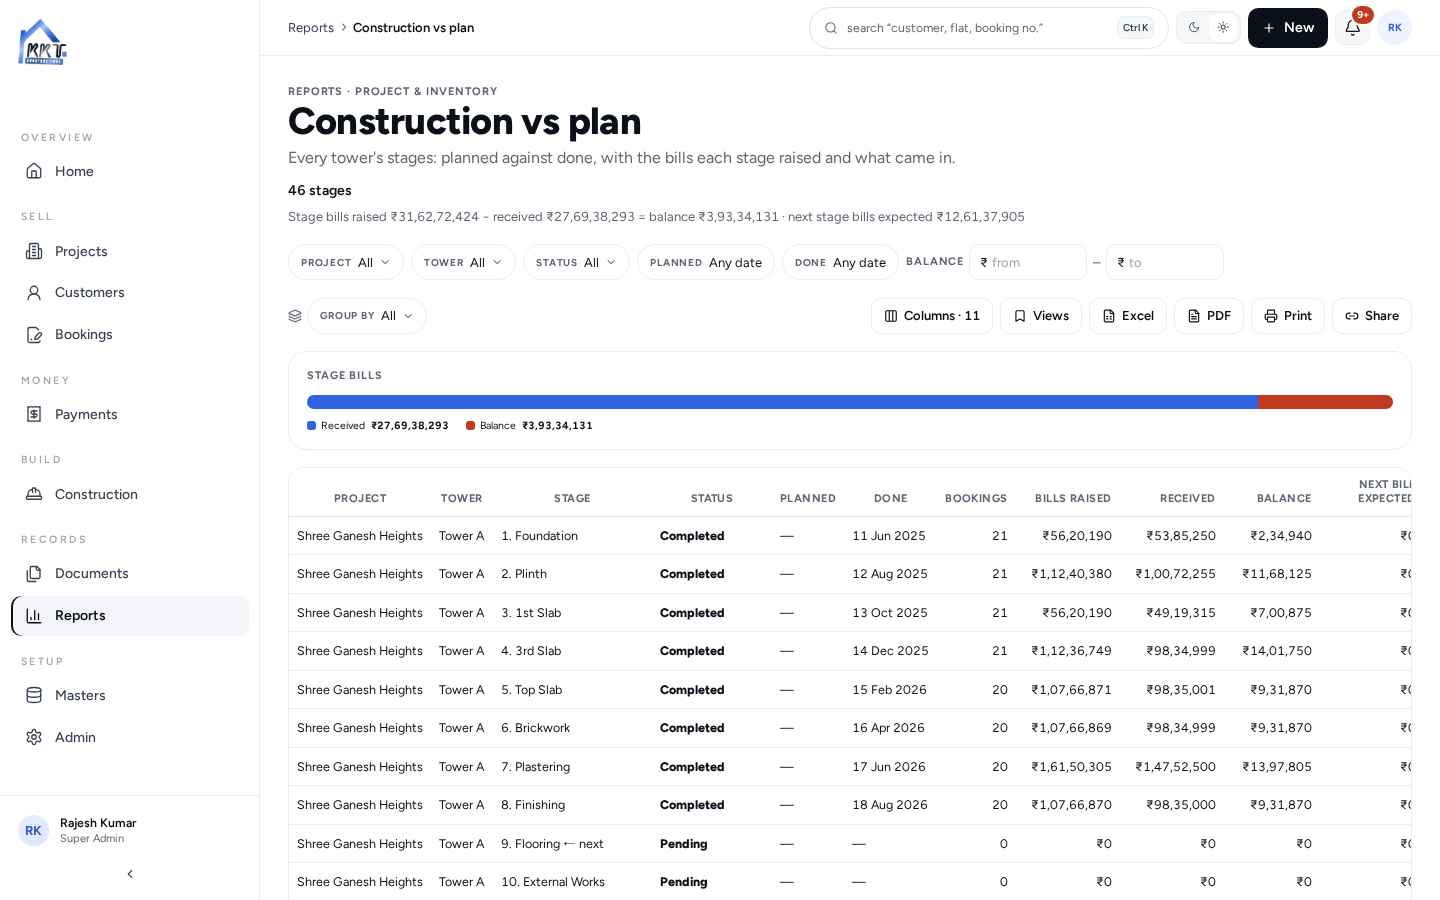 RKT
CONSTRUCTIONS
OVERVIEW
Home
SELL
Projects
Customers
Bookings
MONEY
Payments
BUILD
Construction
RECORDS
Documents
Reports
SETUP
Masters
Admin
RK
Rajesh Kumar
Super Admin
Reports > Construction vs plan
search “customer, flat, booking no.”
Ctrl K
+ New
9+
RK
REPORTS · PROJECT & INVENTORY
Construction vs plan
Every tower's stages: planned against done, with the bills each stage raised and what came in.
46 stages
Stage bills raised ₹31,62,72,424 − received ₹27,69,38,293 = balance ₹3,93,34,131 · next stage bills expected ₹12,61,37,905
PROJECT All TOWER All STATUS All PLANNED Any date DONE Any date BALANCE ₹ from – ₹ to
GROUP BY All Columns · 11 Views Excel PDF Print Share
STAGE BILLS
Received ₹27,69,38,293 Balance ₹3,93,34,131
PROJECT TOWER STAGE STATUS PLANNED DONE BOOKINGS BILLS RAISED RECEIVED BALANCE NEXT BILL EXPECTED
Shree Ganesh Heights Tower A 1. Foundation Completed — 11 Jun 2025 21 ₹56,20,190 ₹53,85,250 ₹2,34,940 ₹0
Shree Ganesh Heights Tower A 2. Plinth Completed — 12 Aug 2025 21 ₹1,12,40,380 ₹1,00,72,255 ₹11,68,125 ₹0
Shree Ganesh Heights Tower A 3. 1st Slab Completed — 13 Oct 2025 21 ₹56,20,190 ₹49,19,315 ₹7,00,875 ₹0
Shree Ganesh Heights Tower A 4. 3rd Slab Completed — 14 Dec 2025 21 ₹1,12,36,749 ₹98,34,999 ₹14,01,750 ₹0
Shree Ganesh Heights Tower A 5. Top Slab Completed — 15 Feb 2026 20 ₹1,07,66,871 ₹98,35,001 ₹9,31,870 ₹0
Shree Ganesh Heights Tower A 6. Brickwork Completed — 16 Apr 2026 20 ₹1,07,66,869 ₹98,34,999 ₹9,31,870 ₹0
Shree Ganesh Heights Tower A 7. Plastering Completed — 17 Jun 2026 20 ₹1,61,50,305 ₹1,47,52,500 ₹13,97,805 ₹0
Shree Ganesh Heights Tower A 8. Finishing Completed — 18 Aug 2026 20 ₹1,07,66,870 ₹98,35,000 ₹9,31,870 ₹0
Shree Ganesh Heights Tower A 9. Flooring ← next Pending — — 0 ₹0 ₹0 ₹0 ₹0
Shree Ganesh Heights Tower A 10. External Works Pending — — 0 ₹0 ₹0 ₹0 ₹0